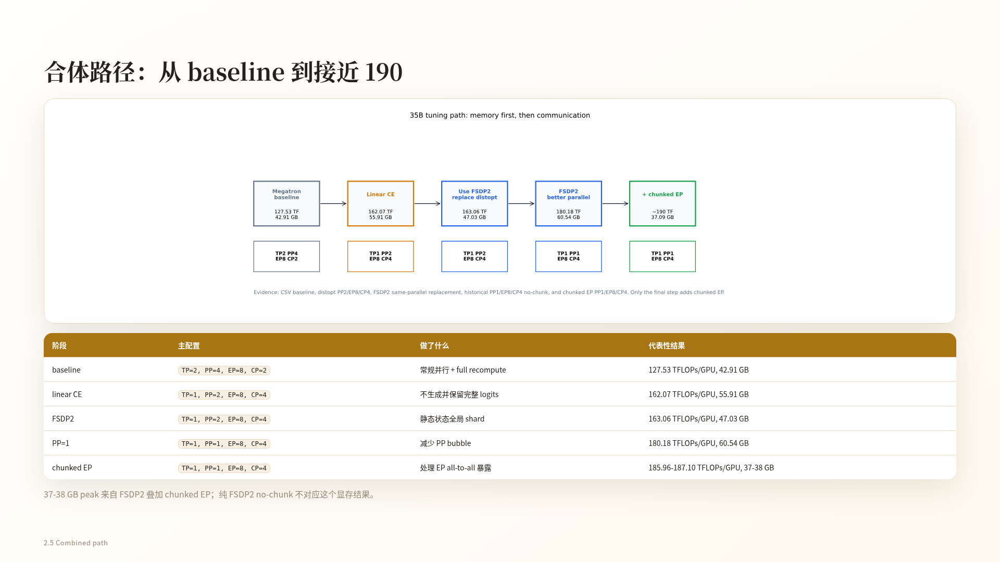 合体路径：从 baseline 到接近 190
35B tuning path: memory first, then communication
Megatron
baseline
127.53 TF
42.91 GB
Linear CE
162.07 TF
55.91 GB
Use FSDP2
replace distopt
163.06 TF
47.03 GB
FSDP2
better parallel
180.18 TF
60.54 GB
+ chunked EP
~190 TF
37.09 GB
TP2 PP4
EP8 CP2
TP1 PP2
EP8 CP4
TP1 PP2
EP8 CP4
TP1 PP1
EP8 CP4
TP1 PP1
EP8 CP4
Evidence: CSV baseline, distopt PP2/EP8/CP4, FSDP2 same-parallel replacement, historical PP1/EP8/CP4 no-chunk, and chunked EP PP1/EP8/CP4. Only the final step adds chunked EP.
阶段 主配置 做了什么 代表性结果
baseline TP=2, PP=4, EP=8, CP=2 常规并行 + full recompute 127.53 TFLOPs/GPU, 42.91 GB
linear CE TP=1, PP=2, EP=8, CP=4 不生成并保留完整 logits 162.07 TFLOPs/GPU, 55.91 GB
FSDP2 TP=1, PP=2, EP=8, CP=4 静态状态全局 shard 163.06 TFLOPs/GPU, 47.03 GB
PP=1 TP=1, PP=1, EP=8, CP=4 减少 PP bubble 180.18 TFLOPs/GPU, 60.54 GB
chunked EP TP=1, PP=1, EP=8, CP=4 处理 EP all-to-all 暴露 185.96-187.10 TFLOPs/GPU, 37-38 GB
37-38 GB peak 来自 FSDP2 叠加 chunked EP；纯 FSDP2 no-chunk 不对应这个显存结果。
2.5 Combined path